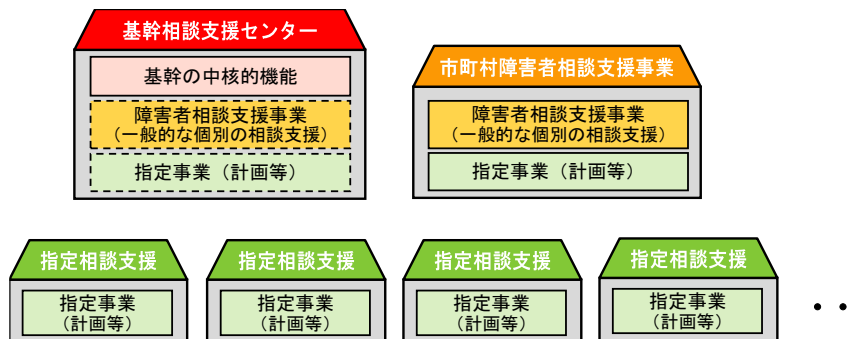 基幹相談支援センター
基幹の中核的機能
障害者相談支援事業
（一般的な個別の相談支援）
指定事業（計画等）
市町村障害者相談支援事業
障害者相談支援事業
（一般的な個別の相談支援）
指定事業（計画等）
指定相談支援
指定事業
（計画等）
指定相談支援
指定事業
（計画等）
指定相談支援
指定事業
（計画等）
指定相談支援
指定事業
（計画等）
・・